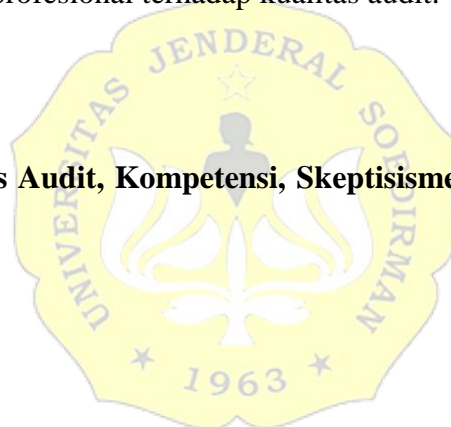 profesional terhadap kualitas audit.
s Audit, Kompetensi, Skeptisisme
UNIVERSITAS JENDERAL SOEDIRMAN
★ 1963 ★